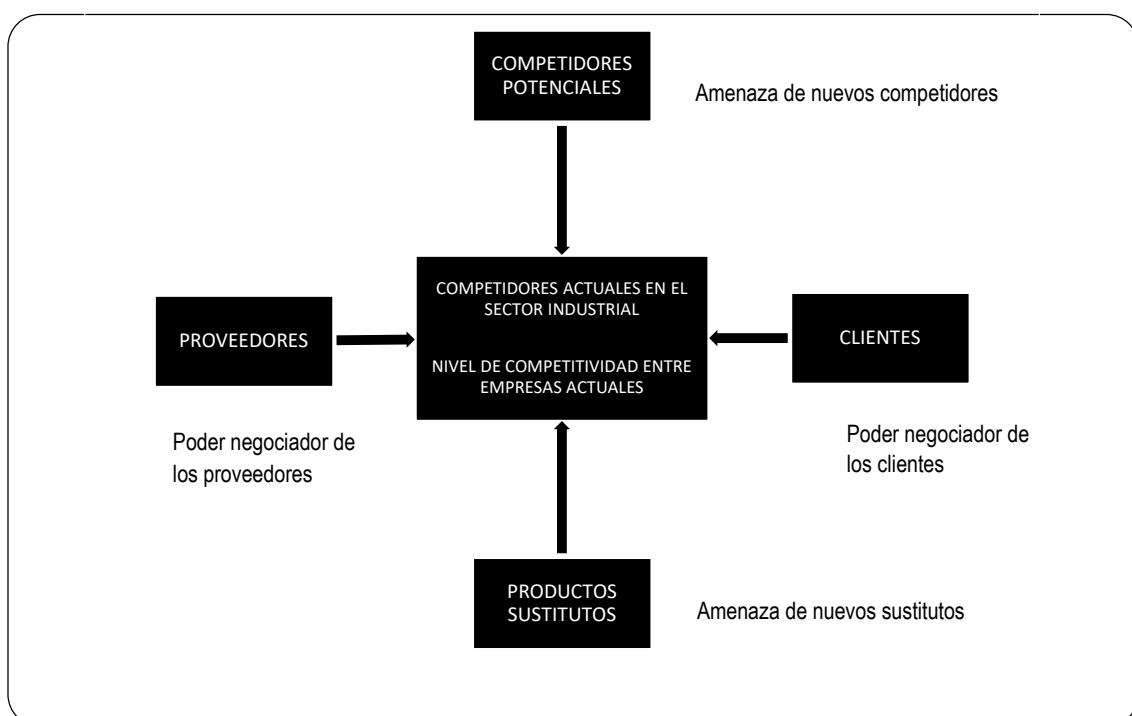 COMPETIDORES
POTENCIALES
Amenaza de nuevos competidores
COMPETIDORES ACTUALES EN EL
SECTOR INDUSTRIAL
NIVEL DE COMPETITIVIDAD ENTRE
EMPRESAS ACTUALES
PROVEEDORES
CLIENTES
Poder negociador de
los proveedores
Poder negociador de
los clientes
PRODUCTOS
SUSTITUTOS
Amenaza de nuevos sustitutos